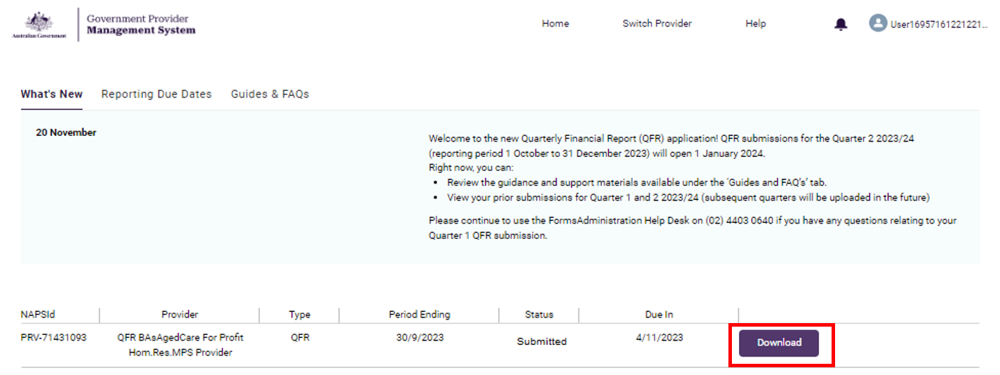 Australian Government
Government Provider
Management System
Home
Switch Provider
Help
User16957161221221...
What's New
Reporting Due Dates
Guides & FAQs
20 November
Welcome to the new Quarterly Financial Report (QFR) application! QFR submissions for the Quarter 2 2023/24
(reporting period 1 October to 31 December 2023) will open 1 January 2024.
Right now, you can:
• Review the guidance and support materials available under the 'Guides and FAQ's' tab.
• View your prior submissions for Quarter 1 and 2 2023/24 (subsequent quarters will be uploaded in the future)
Please continue to use the FormsAdministration Help Desk on (02) 4403 0640 if you have any questions relating to your
Quarter 1 QFR submission.
NAPSId
Provider
Type
Period Ending
Status
Due In
PRV-71431093
QFR BAsAgedCare For Profit
Hom.Res.MPS Provider
QFR
30/9/2023
Submitted
4/11/2023
Download